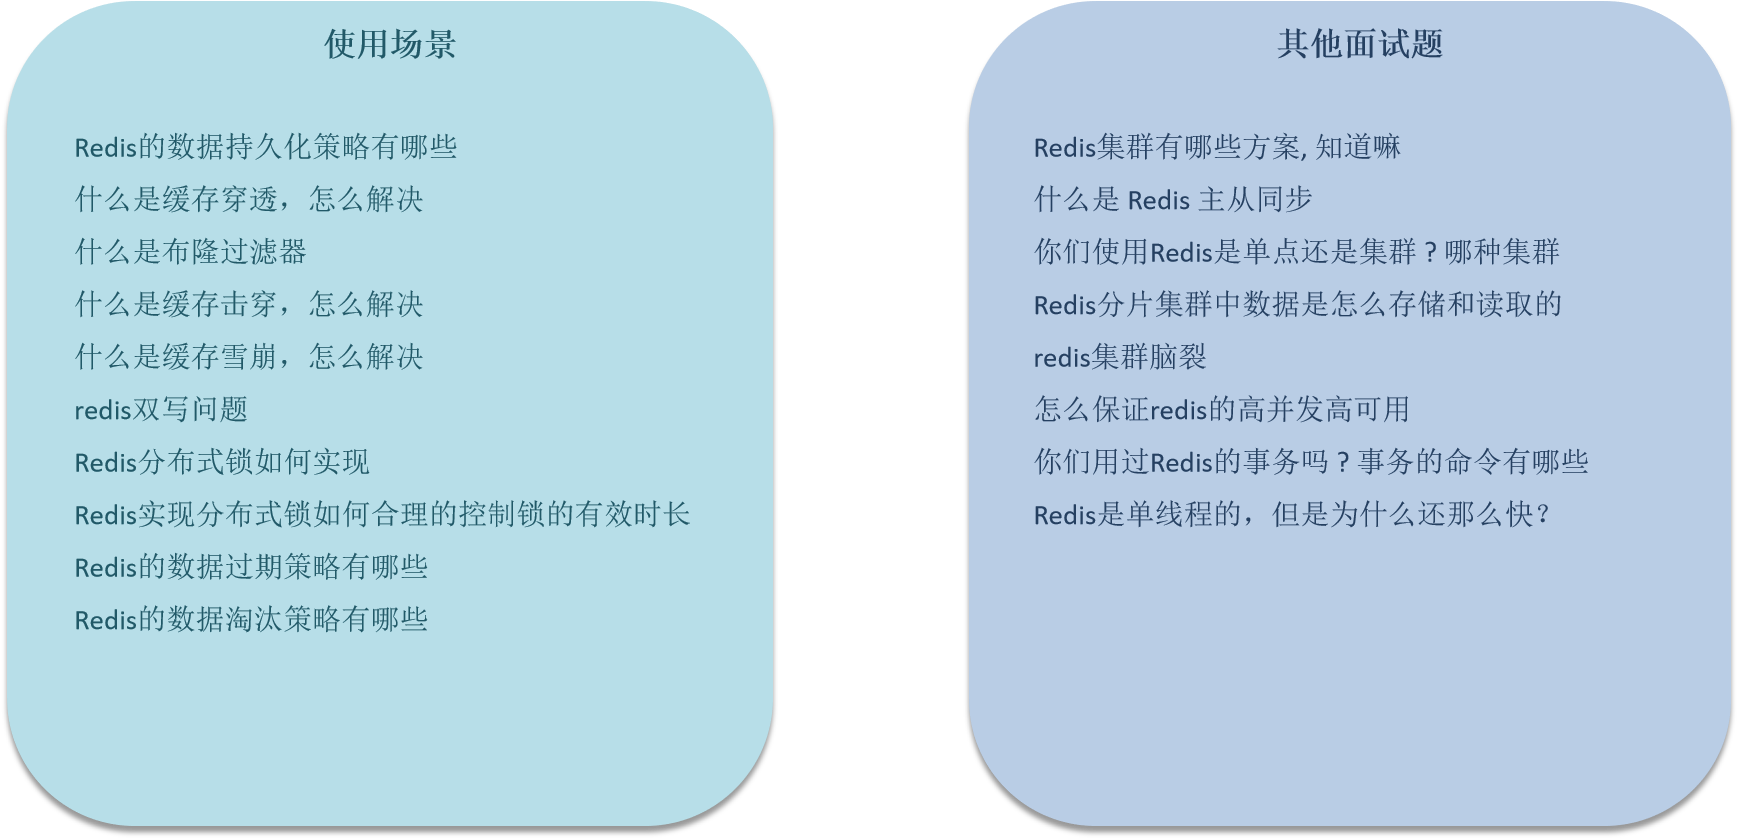 使用场景
Redis的数据持久化策略有哪些
什么是缓存穿透，怎么解决
什么是布隆过滤器
什么是缓存击穿，怎么解决
什么是缓存雪崩，怎么解决
redis双写问题
Redis分布式锁如何实现
Redis实现分布式锁如何合理的控制锁的有效时长
Redis的数据过期策略有哪些
Redis的数据淘汰策略有哪些
其他面试题
Redis集群有哪些方案, 知道嘛
什么是 Redis 主从同步
你们使用Redis是单点还是集群 ? 哪种集群
Redis分片集群中数据是怎么存储和读取的
redis集群脑裂
怎么保证redis的高并发高可用
你们用过Redis的事务吗 ? 事务的命令有哪些
Redis是单线程的，但是为什么还那么快？